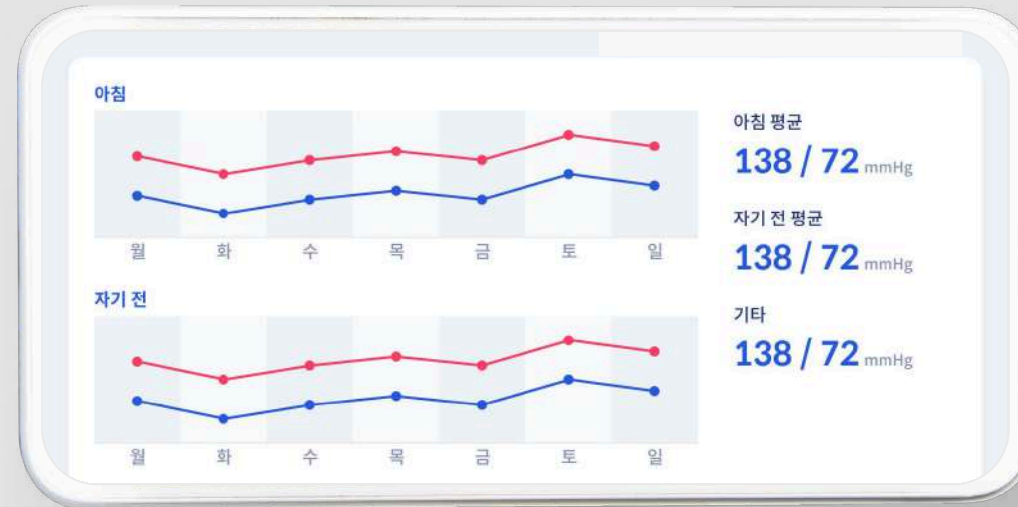 아침
월 화 수 목 금 토 일
자기 전
월 화 수 목 금 토 일
아침 평균
138 / 72 mmHg
자기 전 평균
138 / 72 mmHg
기타
138 / 72 mmHg